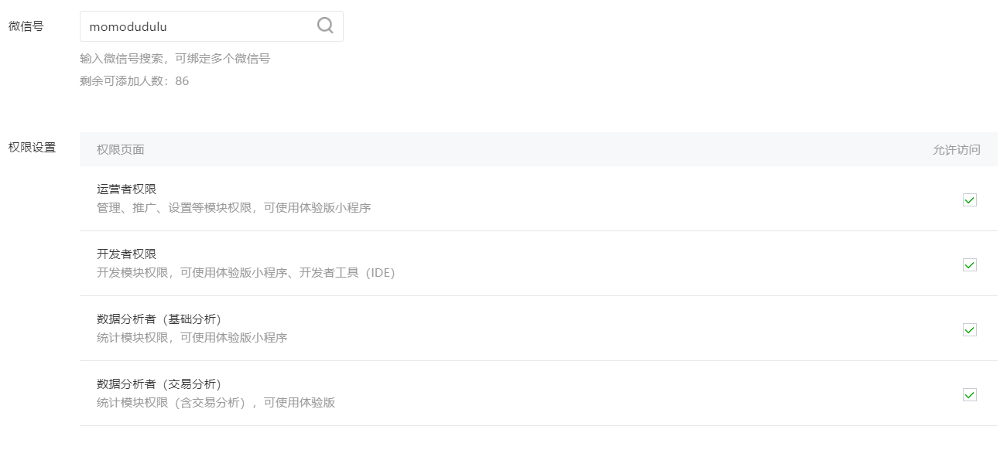 微信号
momodudulu
输入微信号搜索，可绑定多个微信号
剩余可添加人数：86
权限设置
权限页面 允许访问
运营者权限
管理、推广、设置等模块权限，可使用体验版小程序
开发者权限
开发模块权限，可使用体验版小程序、开发者工具（IDE）
数据分析者（基础分析）
统计模块权限，可使用体验版小程序
数据分析者（交易分析）
统计模块权限（含交易分析），可使用体验版